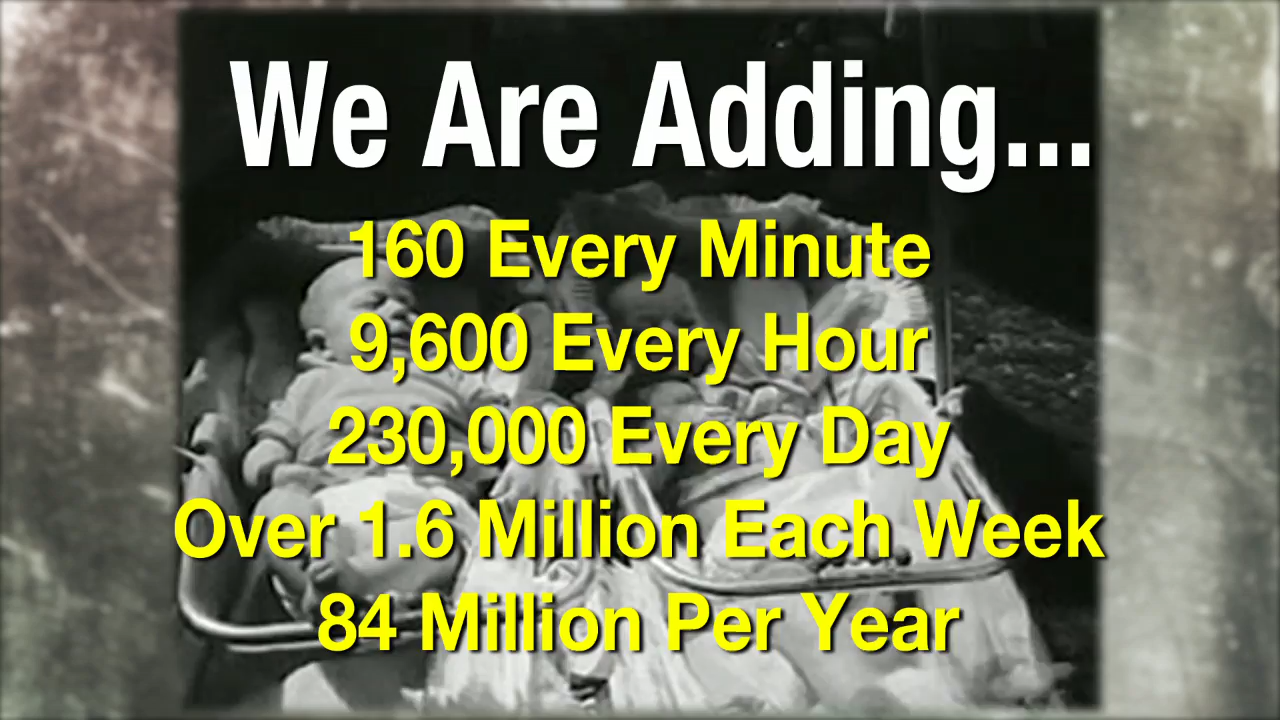 We Are Adding...
160 Every Minute
9,600 Every Hour
230,000 Every Day
Over 1.6 Million Each Week
84 Million Per Year